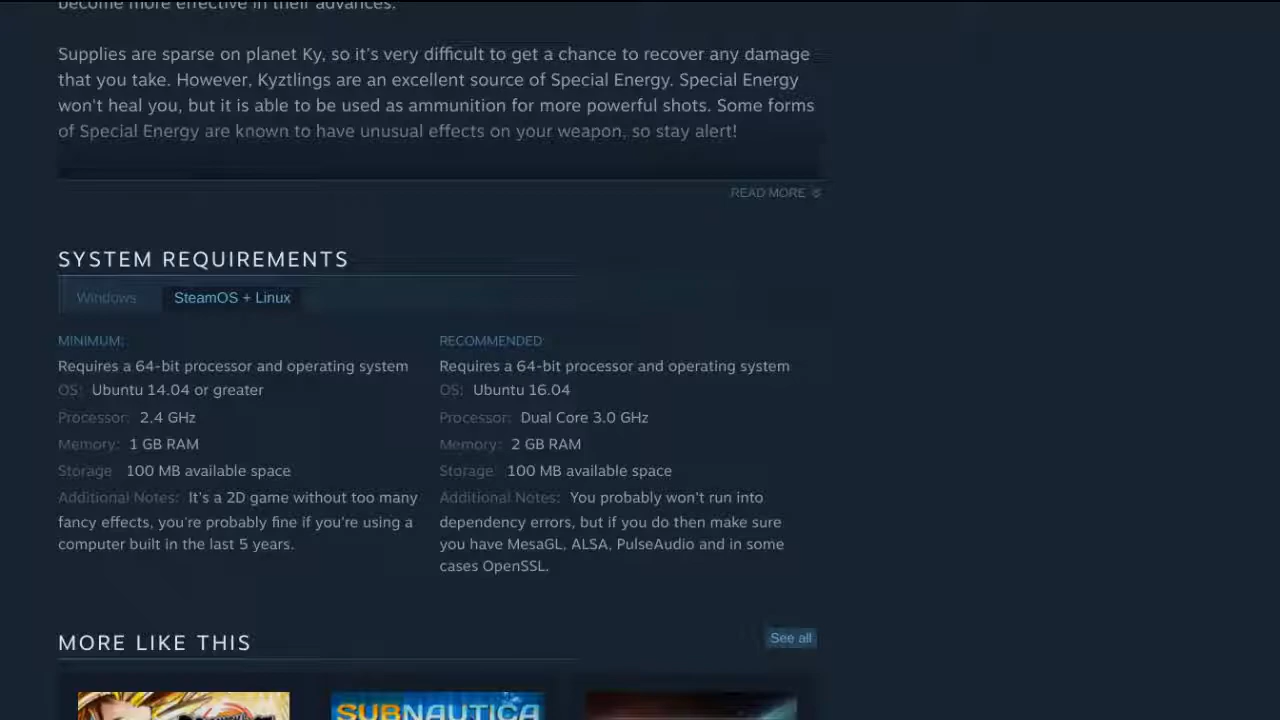 become more effective in their advances.
Supplies are sparse on planet Ky, so it's very difficult to get a chance to recover any damage
that you take. However, Kyztlings are an excellent source of Special Energy. Special Energy
won't heal you, but it is able to be used as ammunition for more powerful shots. Some forms
of Special Energy are known to have unusual effects on your weapon, so stay alert!
READ MORE
SYSTEM REQUIREMENTS
Windows
SteamOS + Linux
MINIMUM:
Requires a 64-bit processor and operating system
OS: Ubuntu 14.04 or greater
Processor: 2.4 GHz
Memory: 1 GB RAM
Storage: 100 MB available space
Additional Notes: It's a 2D game without too many
fancy effects, you're probably fine if you're using a
computer built in the last 5 years.
RECOMMENDED:
Requires a 64-bit processor and operating system
OS: Ubuntu 16.04
Processor: Dual Core 3.0 GHz
Memory: 2 GB RAM
Storage: 100 MB available space
Additional Notes: You probably won't run into
dependency errors, but if you do then make sure
you have MesaGL, ALSA, PulseAudio and in some
cases OpenSSL.
MORE LIKE THIS
See all
SUBNAUTICA